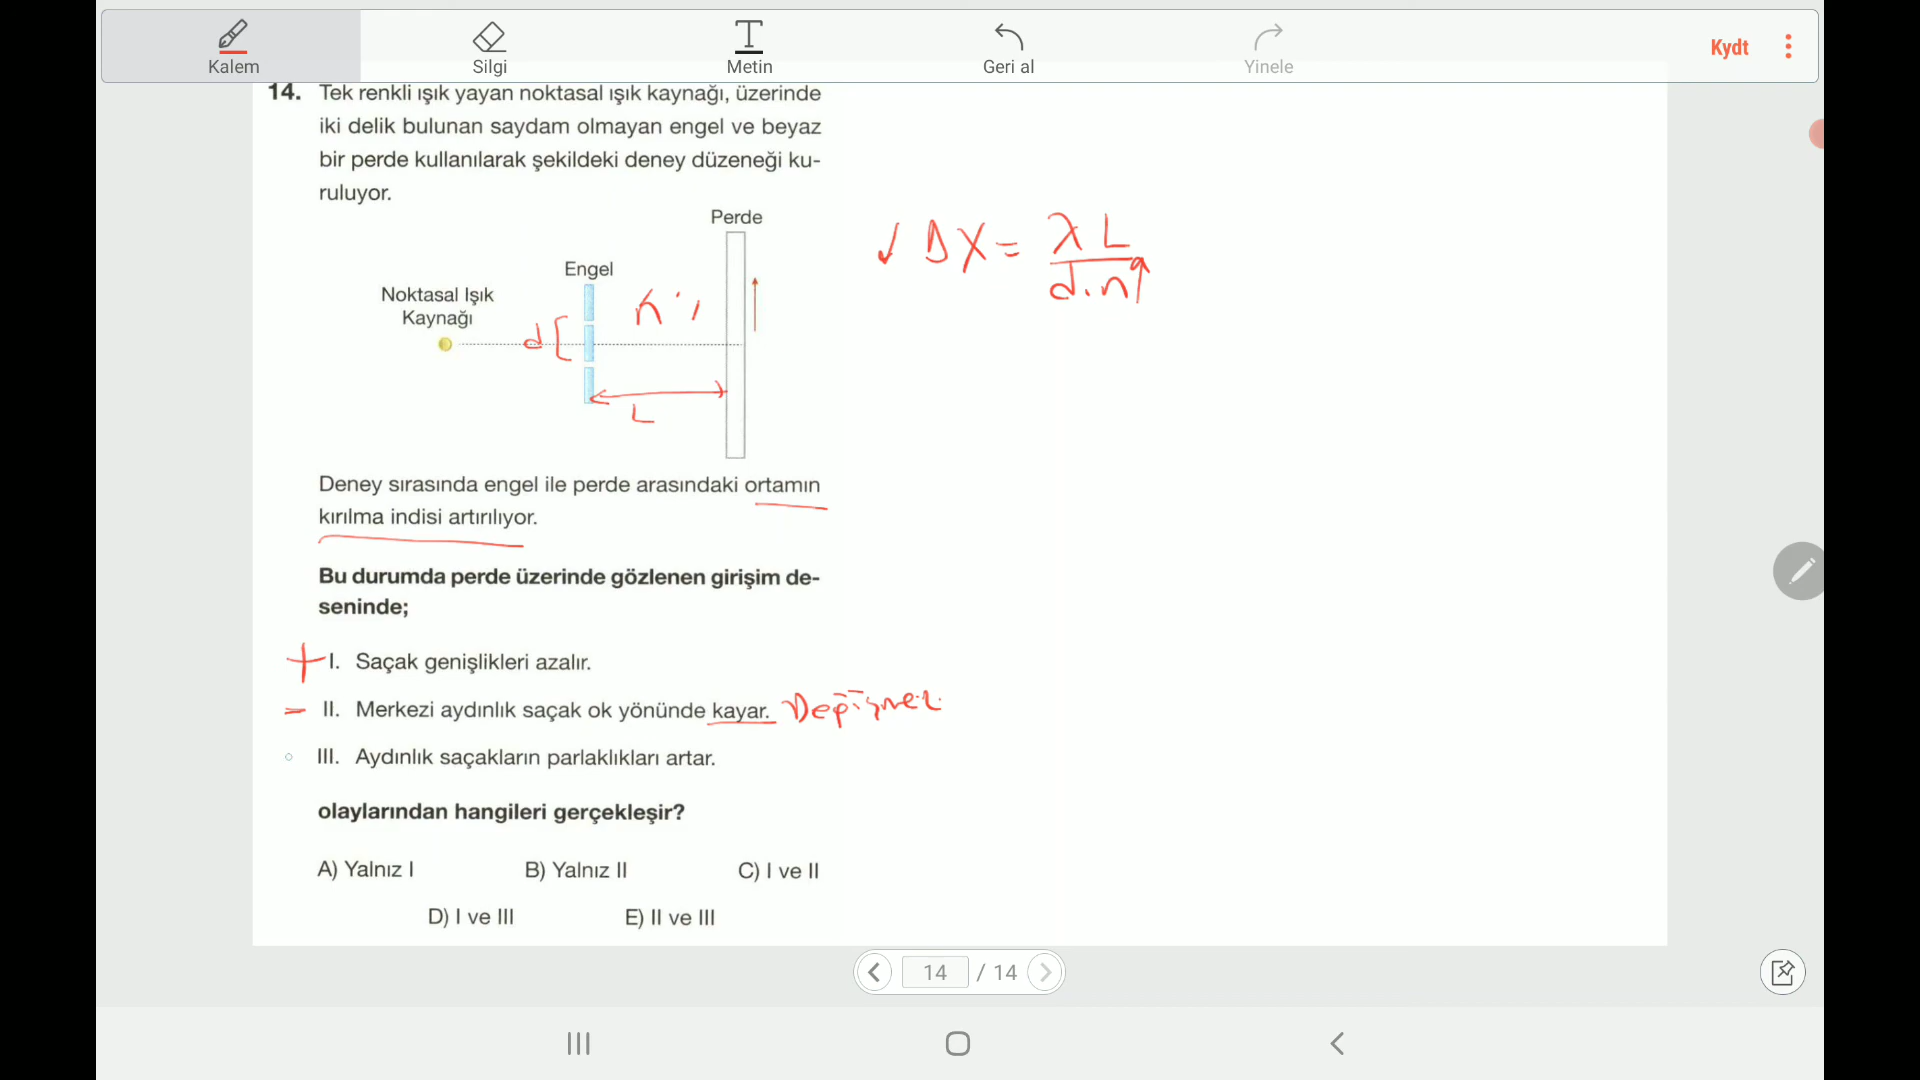 Kalem
Silgi
Metin
Geri al
Yinele
Kydt
14. Tek renkli ışık yayan noktasal ışık kaynağı, üzerinde
iki delik bulunan saydam olmayan engel ve beyaz
bir perde kullanılarak şekildeki deney düzeneği ku-
ruluyor.
Perde
Engel
Noktasal Işık
Kaynağı
d
L
ΔX = λ L
d.n
Deney sırasında engel ile perde arasındaki ortamın
kırılma indisi artırılıyor.
Bu durumda perde üzerinde gözlenen girişim de-
seninde;
+ I. Saçak genişlikleri azalır.
- II. Merkezi aydınlık saçak ok yönünde kayar. Değişmez
III. Aydınlık saçakların parlaklıkları artar.
olaylarından hangileri gerçekleşir?
A) Yalnız I B) Yalnız II C) I ve II
D) I ve III E) II ve III
14 / 14